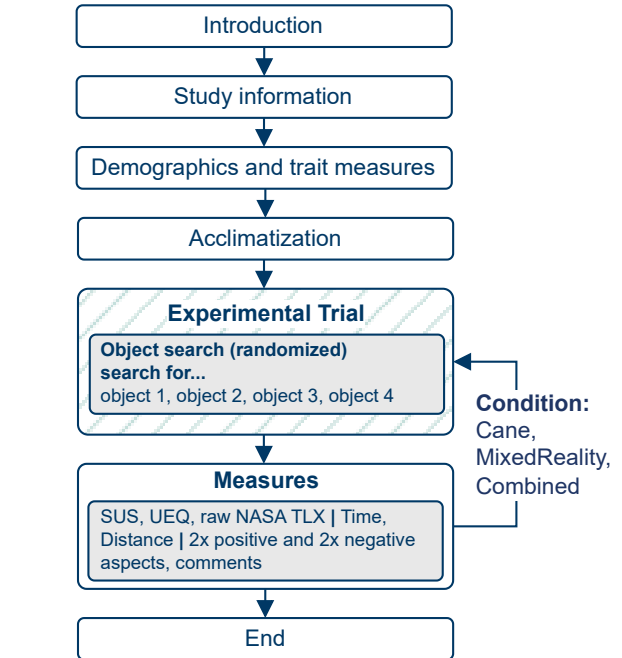 Introduction
Study information
Demographics and trait measures
Acclimatization
Experimental Trial
Object search (randomized)
search for...
object 1, object 2, object 3, object 4
Condition:
Cane,
MixedReality,
Combined
Measures
SUS, UEQ, raw NASA TLX | Time,
Distance | 2x positive and 2x negative
aspects, comments
End